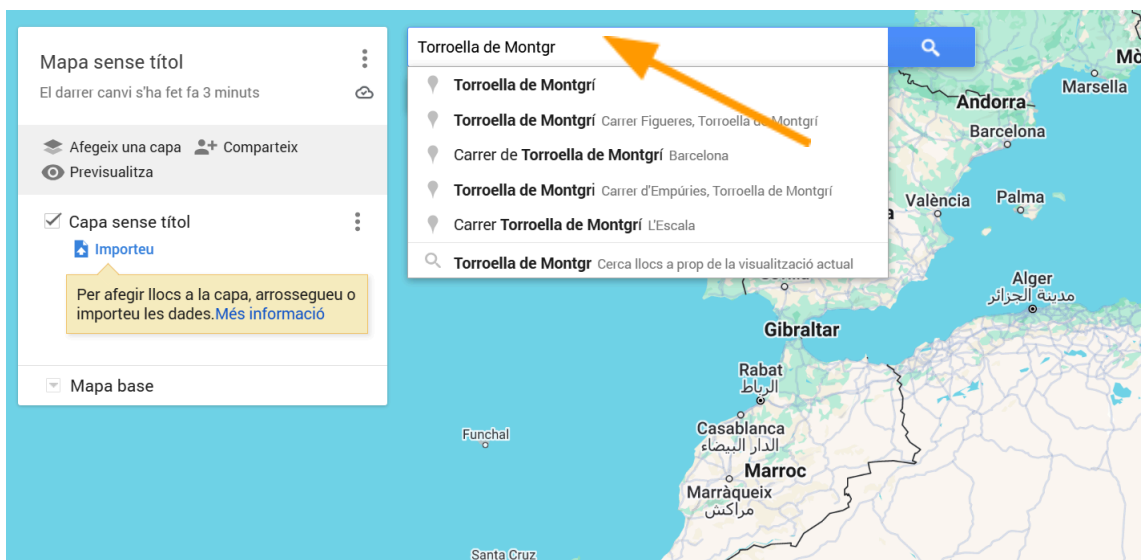 Mapa sense títol
El darrer canvi s'ha fet fa 3 minuts
Afegeix una capa Comparteix
Previsualitza
Capa sense títol
Importeu
Per afegir llocs a la capa, arrossegueu o
importeu les dades.Més informació
Mapa base
Torroella de Montgr
Torroella de Montgrí
Torroella de Montgrí Carrer Figueres, Torroella de Montgrí
Carrer de Torroella de Montgrí Barcelona
Torroella de Montgri Carrer d'Empúries, Torroella de Montgrí
Carrer Torroella de Montgrí L'Escala
Torroella de Montgr Cerca llocs a prop de la visualització actual
Marsella
Andorra
Barcelona
València
Palma
Alger
مدينة الجزائر
Gibraltar
Rabat
الرباط
Casablanca
الدار البيضاء
Marroc
Marràqueix
مراكش
Funchal
Santa Cruz